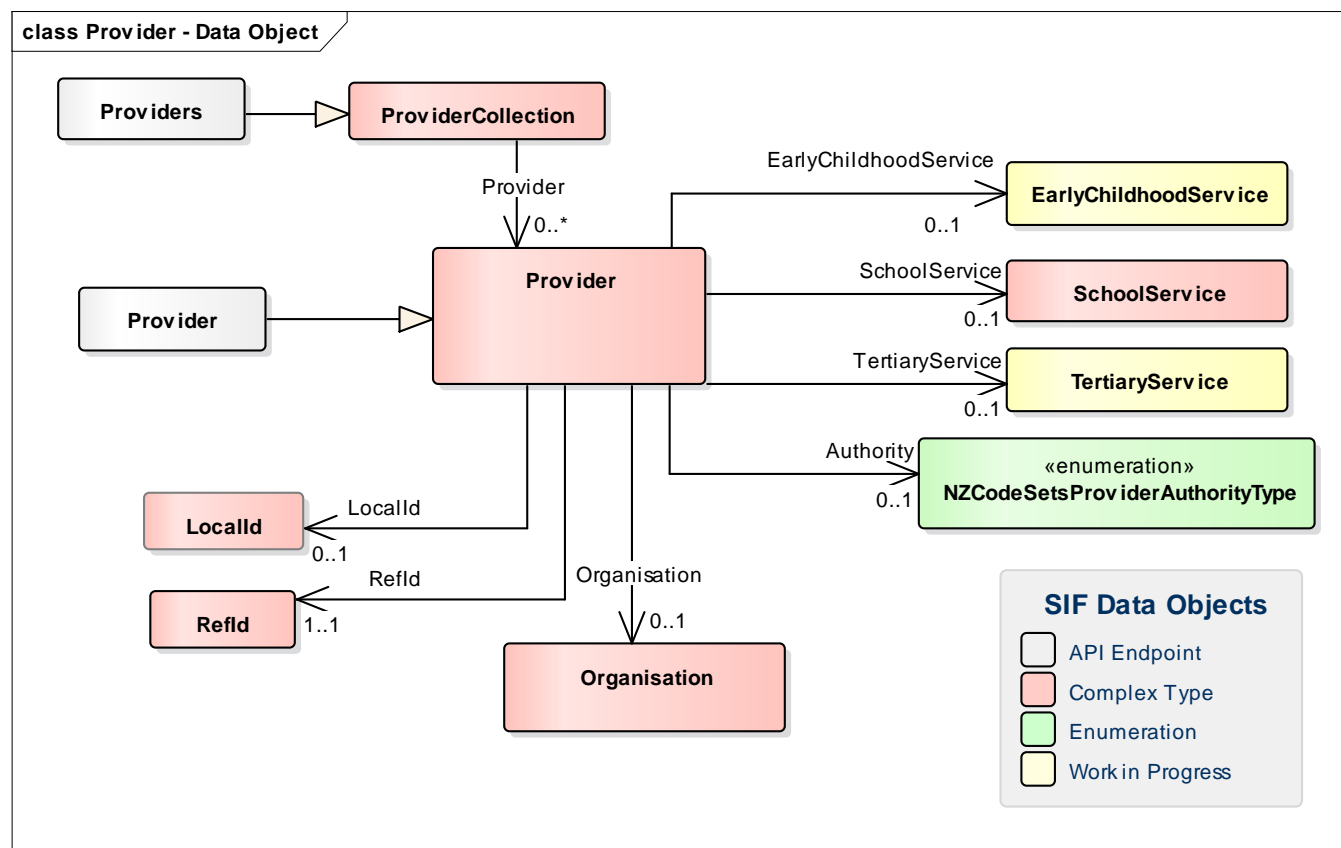 class Provider - Data Object
Providers
ProviderCollection
Provider
0..*
EarlyChildhoodService
0..1
EarlyChildhoodService
Provider
SchoolService
0..1
SchoolService
Provider
TertiaryService
0..1
TertiaryService
Authority
0..1
«enumeration»
NZCodeSetsProviderAuthorityType
LocalId
LocalId
0..1
RefId
RefId
1..1
Organisation
0..1
Organisation
SIF Data Objects
API Endpoint
Complex Type
Enumeration
Work in Progress